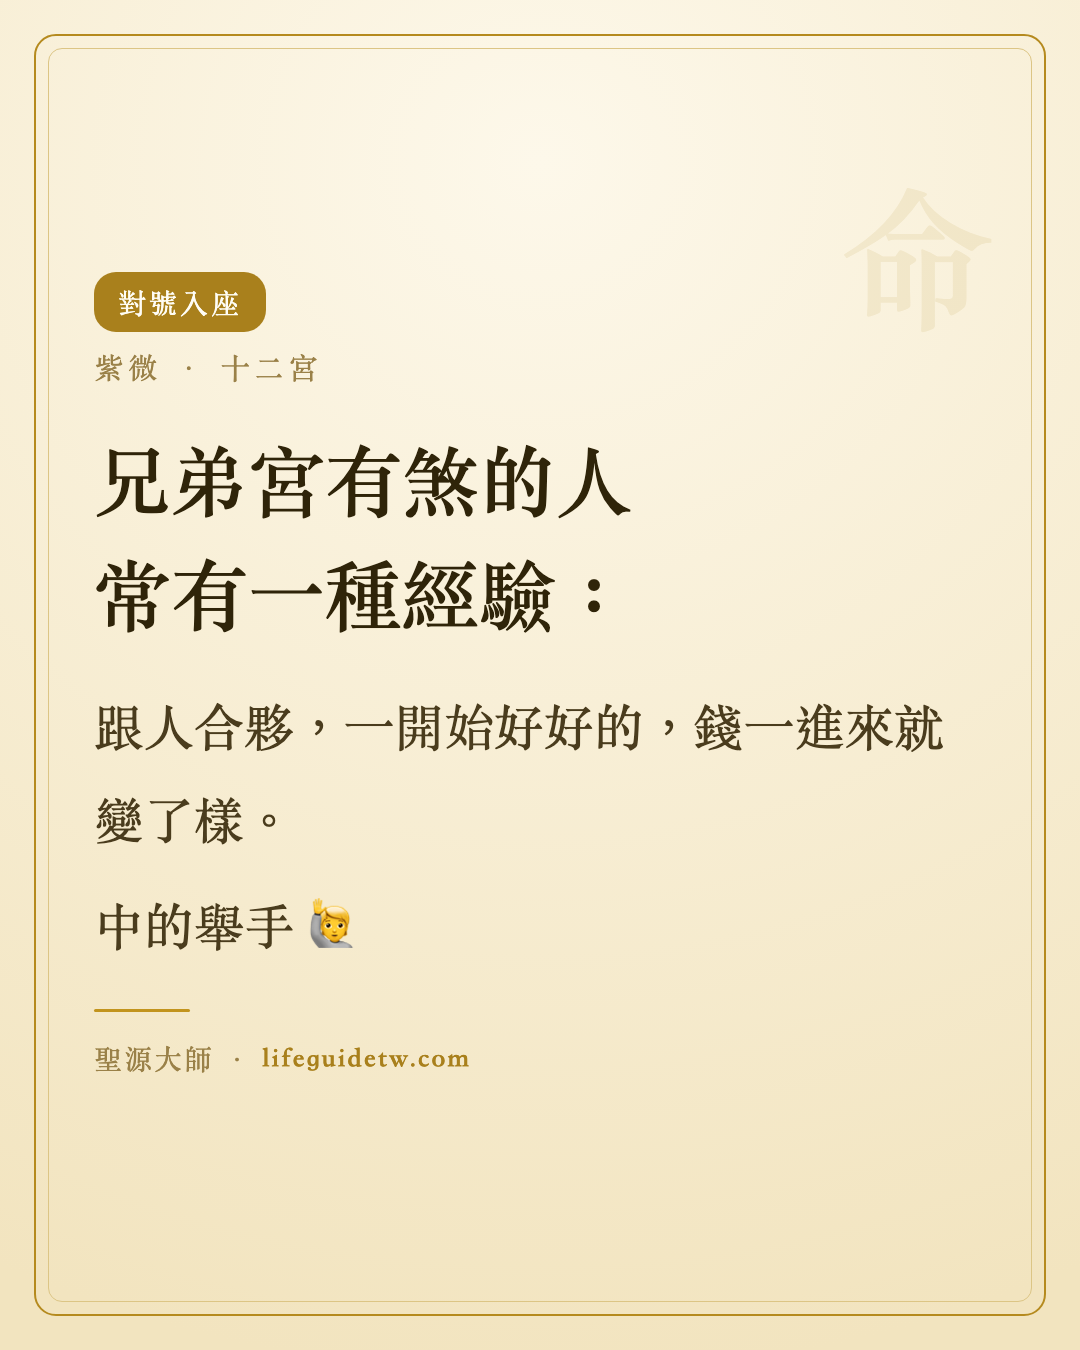 命
對號入座
紫微 · 十二宮
兄弟宮有煞的人
常有一種經驗：
跟人合夥，一開始好好的，錢一進來就
變了樣。
中的舉手 🙋
聖源大師 · lifeguidetw.com